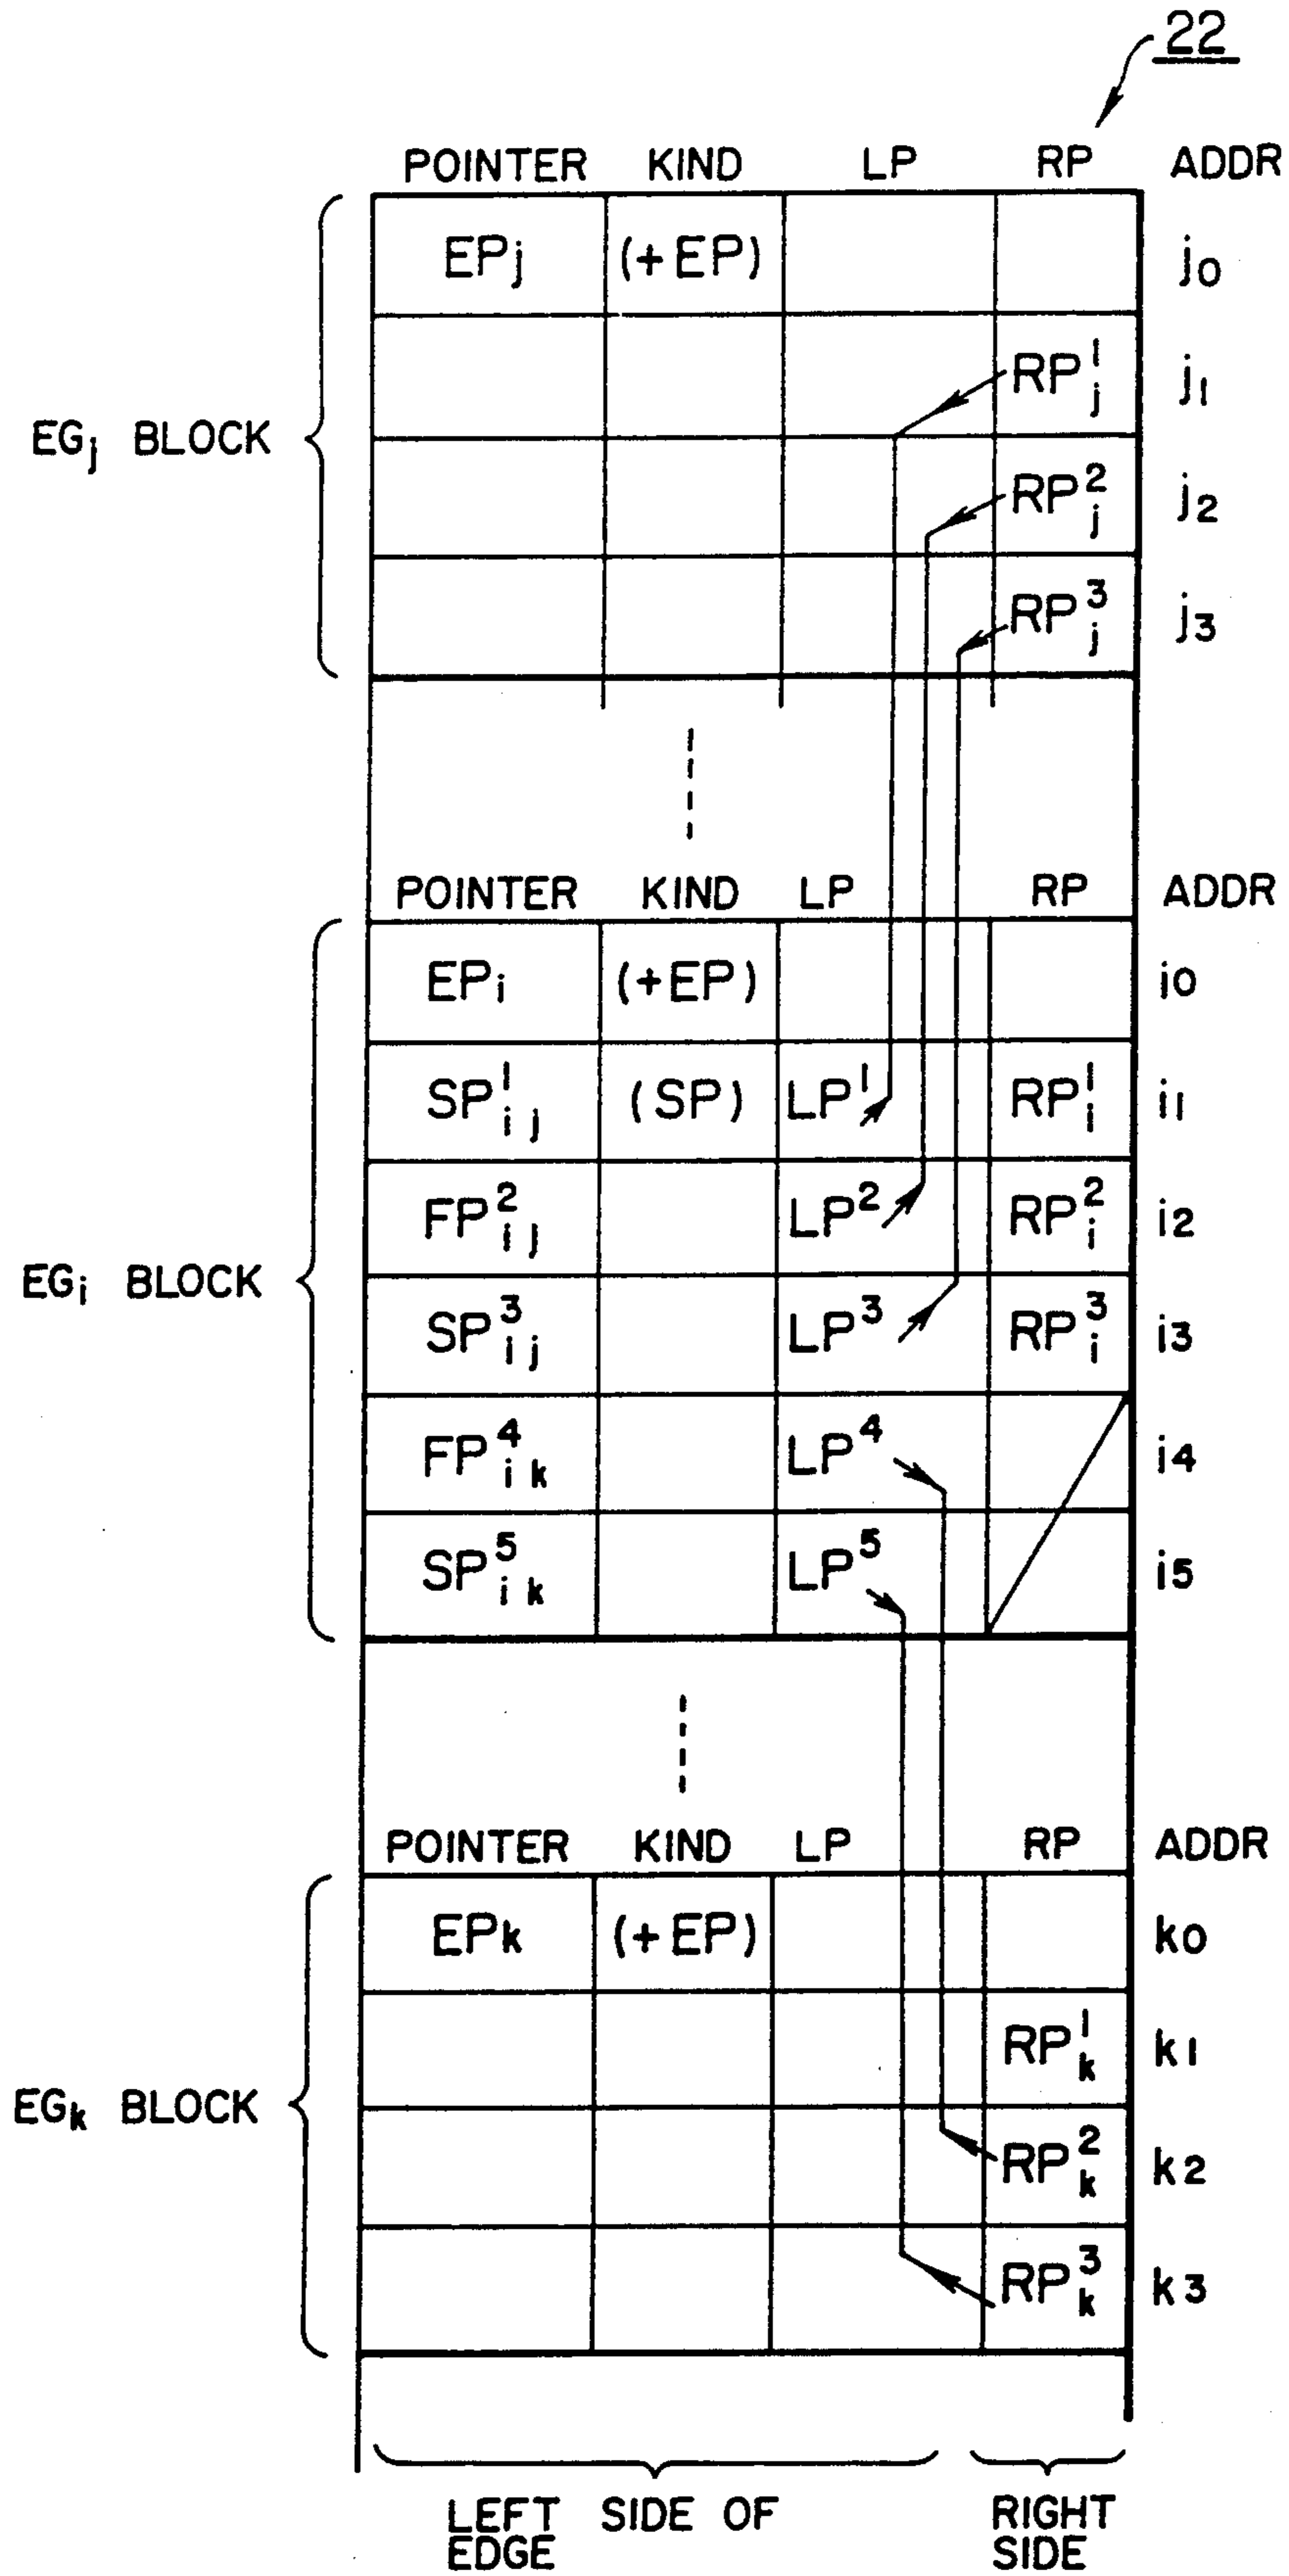 22
POINTER KIND LP RP ADDR
EPj (+EP) j0
RP1j j1
EGj BLOCK
RP2j j2
RP3j j3
POINTER KIND LP RP ADDR
EPi (+EP) i0
SP1ij (SP) LP1 RP1i i1
FP2ij LP2 RP2i i2
EGi BLOCK
SP3ij LP3 RP3i i3
FP4ik LP4 i4
SP5ik LP5 i5
POINTER KIND LP RP ADDR
EPk (+EP) k0
RP1k k1
EGk BLOCK
RP2k k2
RP3k k3
LEFT SIDE OF RIGHT
EDGE SIDE